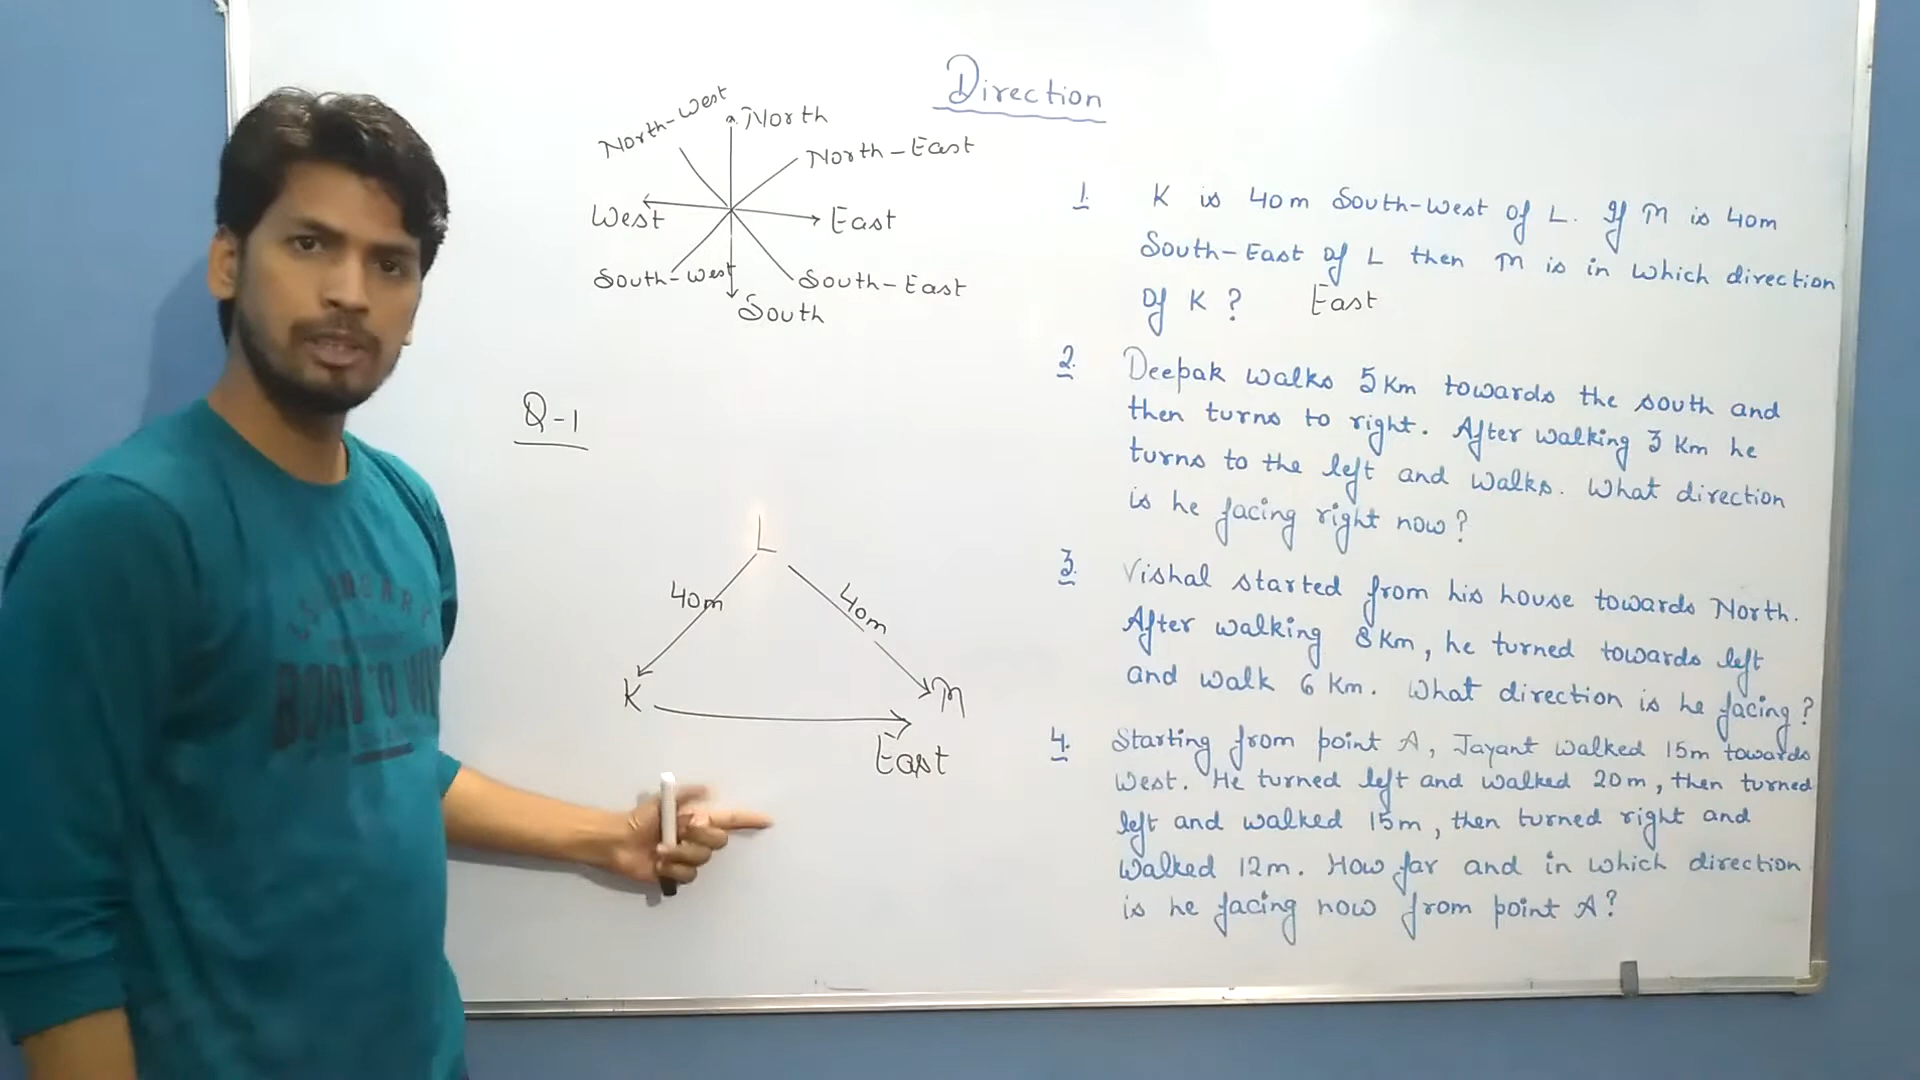 Direction
North-West
North
North-East
West
East
South-West
South-East
South
1. K is 40m South-West of L. If M is 40m
South-East of L then M is in which direction
of K ? East
2. Deepak walks 5 Km towards the south and
then turns to right. After walking 3 Km he
turns to the left and walks. What direction
is he facing right now?
3. Vishal started from his house towards North.
After walking 8 Km, he turned towards left
and walk 6 Km. What direction is he facing?
4. Starting from point A, Jayant walked 15m towards
West. He turned left and walked 20m, then turned
left and walked 15m, then turned right and
walked 12m. How far and in which direction
is he facing now from point A?
Q-1
L
40m
40m
K
M
East
BORN TO WI